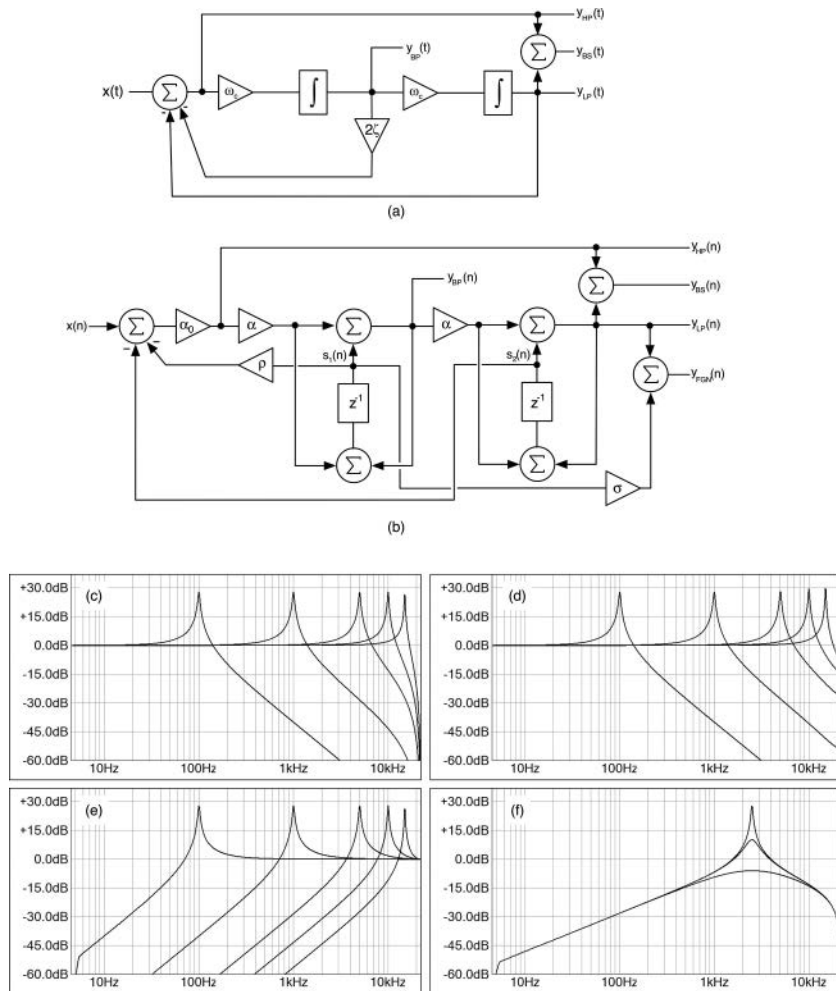 y_HP(t)
y_BP(t)
y_BS(t)
x(t) Σ ω_c ∫ ω_c ∫ Σ y_LP(t)
- -
2ζ
(a)
y_HP(n)
y_BP(n) Σ y_BS(n)
x(n) Σ α_0 α Σ α Σ y_LP(n)
- -
ρ s_1(n) s_2(n) Σ y_FGN(n)
z^-1 z^-1
Σ Σ
σ
(b)
+30.0dB (c)
+15.0dB
0.0dB
-15.0dB
-30.0dB
-45.0dB
-60.0dB
10Hz 100Hz 1kHz 10kHz
+30.0dB (d)
+15.0dB
0.0dB
-15.0dB
-30.0dB
-45.0dB
-60.0dB
10Hz 100Hz 1kHz 10kHz
+30.0dB (e)
+15.0dB
0.0dB
-15.0dB
-30.0dB
-45.0dB
-60.0dB
10Hz 100Hz 1kHz 10kHz
+30.0dB (f)
+15.0dB
0.0dB
-15.0dB
-30.0dB
-45.0dB
-60.0dB
10Hz 100Hz 1kHz 10kHz